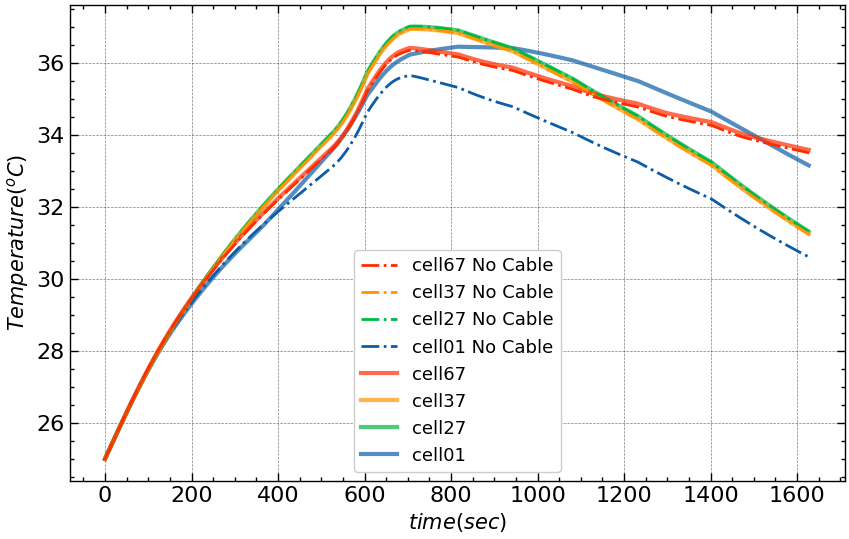 36
34
32
30
28
26
Temperature(°C)
cell67 No Cable
cell37 No Cable
cell27 No Cable
cell01 No Cable
cell67
cell37
cell27
cell01
0 200 400 600 800 1000 1200 1400 1600
time(sec)